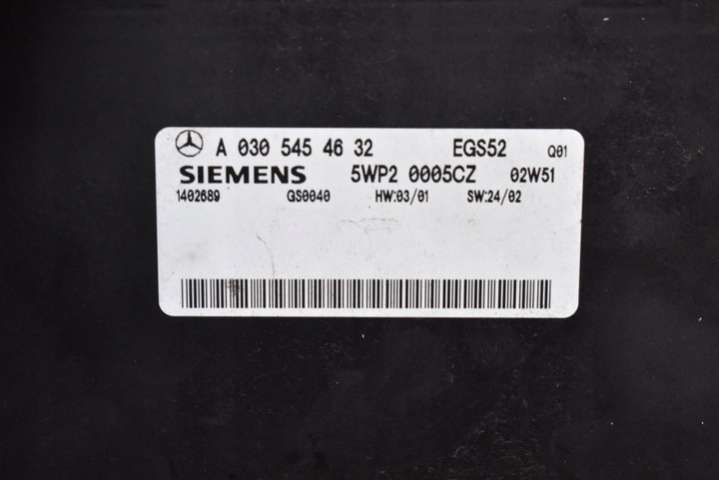 A 030 545 46 32 EGS52 Q01
SIEMENS 5WP2 0005CZ 02W51
1402689 GS0040 HW:03/01 SW:24/02